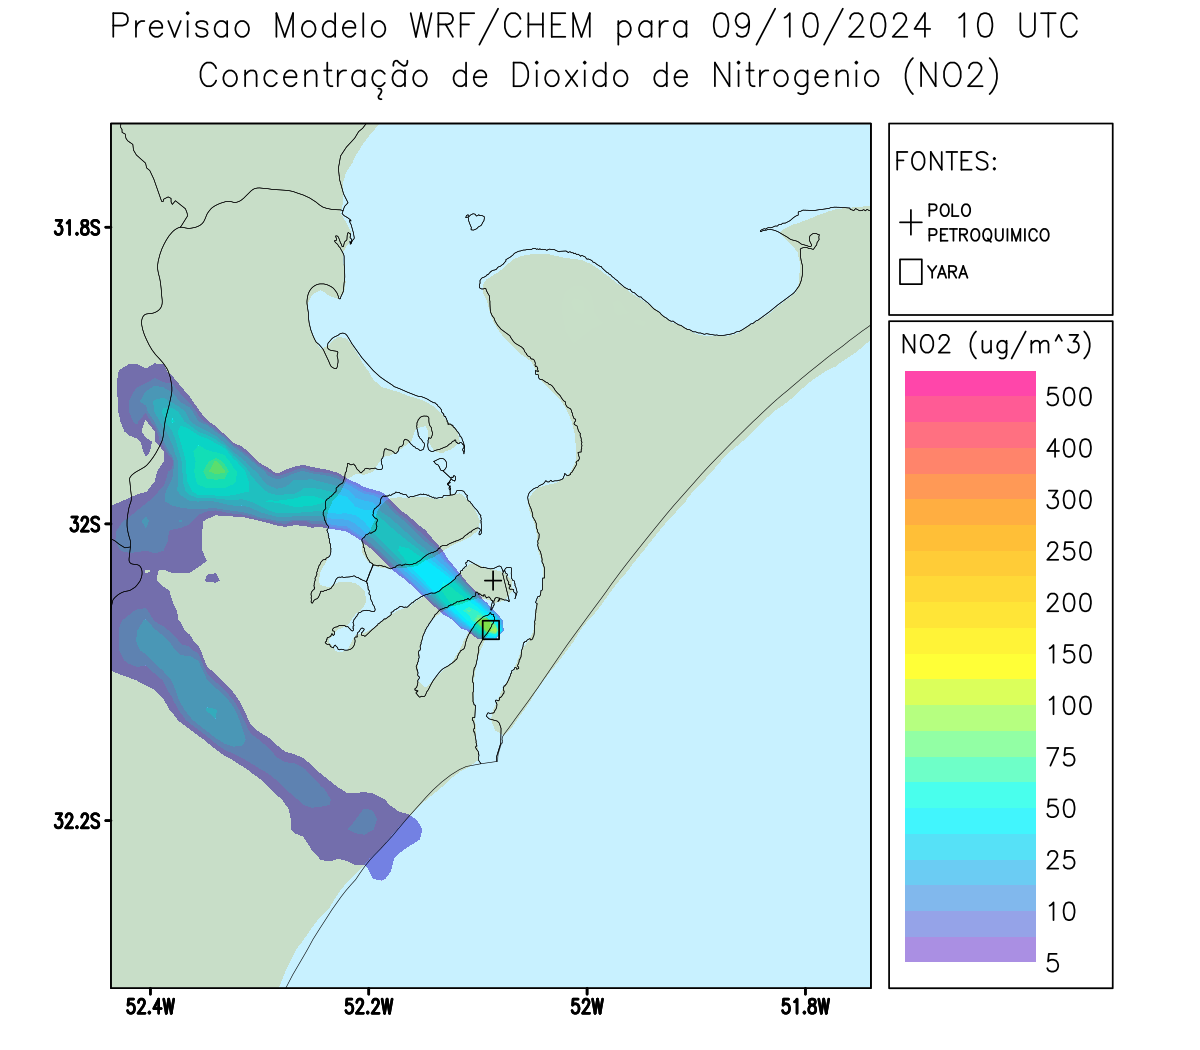 Previsao Modelo WRF/CHEM para 09/10/2024 10 UTC
Concentração de Dioxido de Nitrogenio (NO2)
FONTES:
POLO
PETROQUIMICO
YARA
NO2 (ug/m^3)
500
400
300
250
200
150
100
75
50
25
10
5
31.8S
32S
32.2S
52.4W
52.2W
52W
51.8W